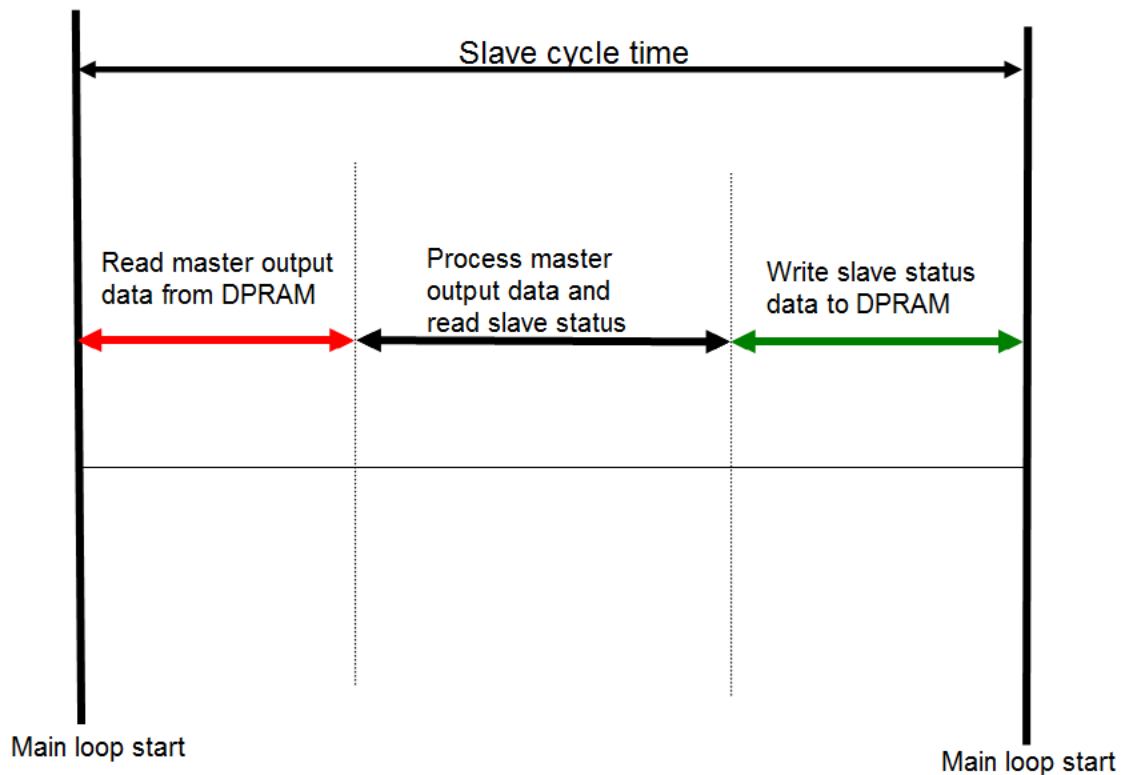 Slave cycle time
Read master output
data from DPRAM
Process master
output data and
read slave status
Write slave status
data to DPRAM
Main loop start
Main loop start